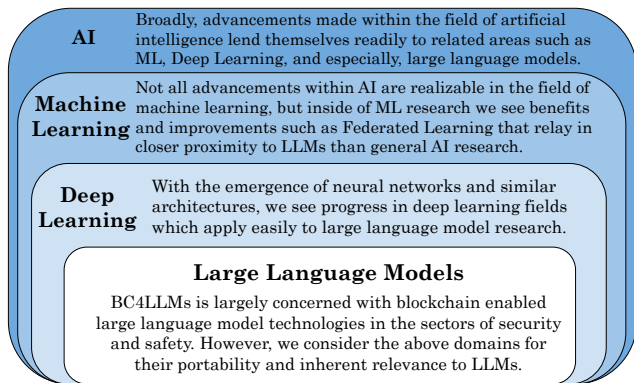 AI
Broadly, advancements made within the field of artificial
intelligence lend themselves readily to related areas such as
ML, Deep Learning, and especially, large language models.
Machine
Learning
Not all advancements within AI are realizable in the field of
machine learning, but inside of ML research we see benefits
and improvements such as Federated Learning that relay in
closer proximity to LLMs than general AI research.
Deep
Learning
With the emergence of neural networks and similar
architectures, we see progress in deep learning fields
which apply easily to large language model research.
Large Language Models
BC4LLMs is largely concerned with blockchain enabled
large language model technologies in the sectors of security
and safety. However, we consider the above domains for
their portability and inherent relevance to LLMs.